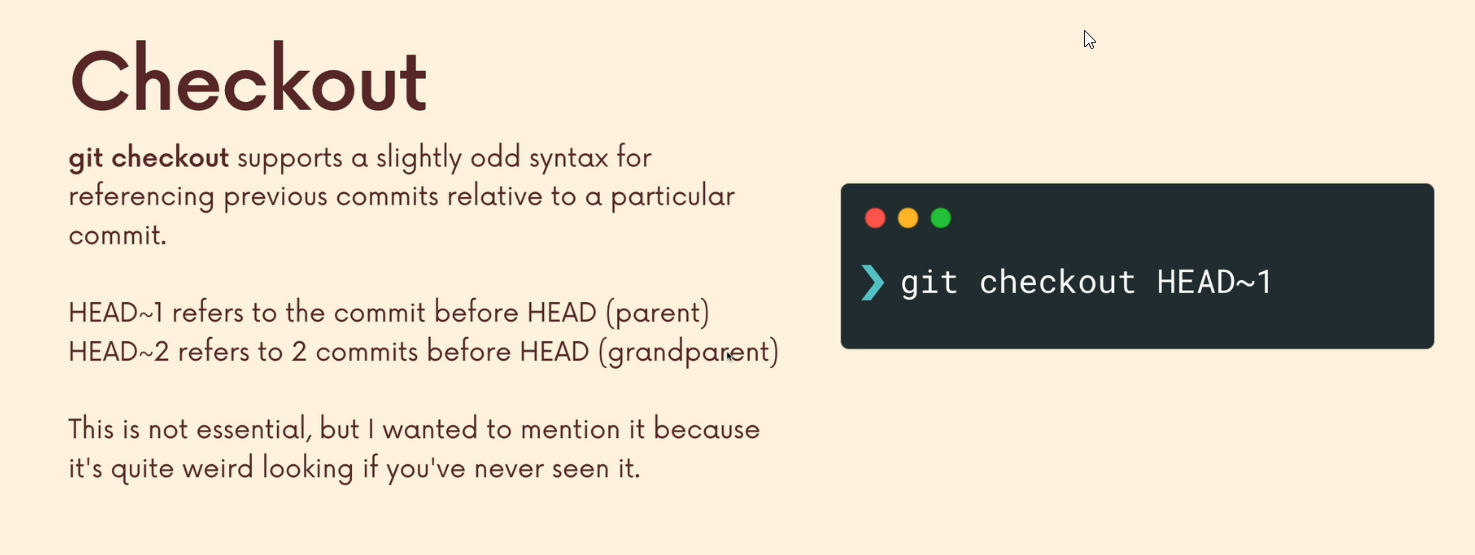 Checkout
git checkout supports a slightly odd syntax for
referencing previous commits relative to a particular
commit.
HEAD~1 refers to the commit before HEAD (parent)
HEAD~2 refers to 2 commits before HEAD (grandparent)
This is not essential, but I wanted to mention it because
it's quite weird looking if you've never seen it.
❯ git checkout HEAD~1